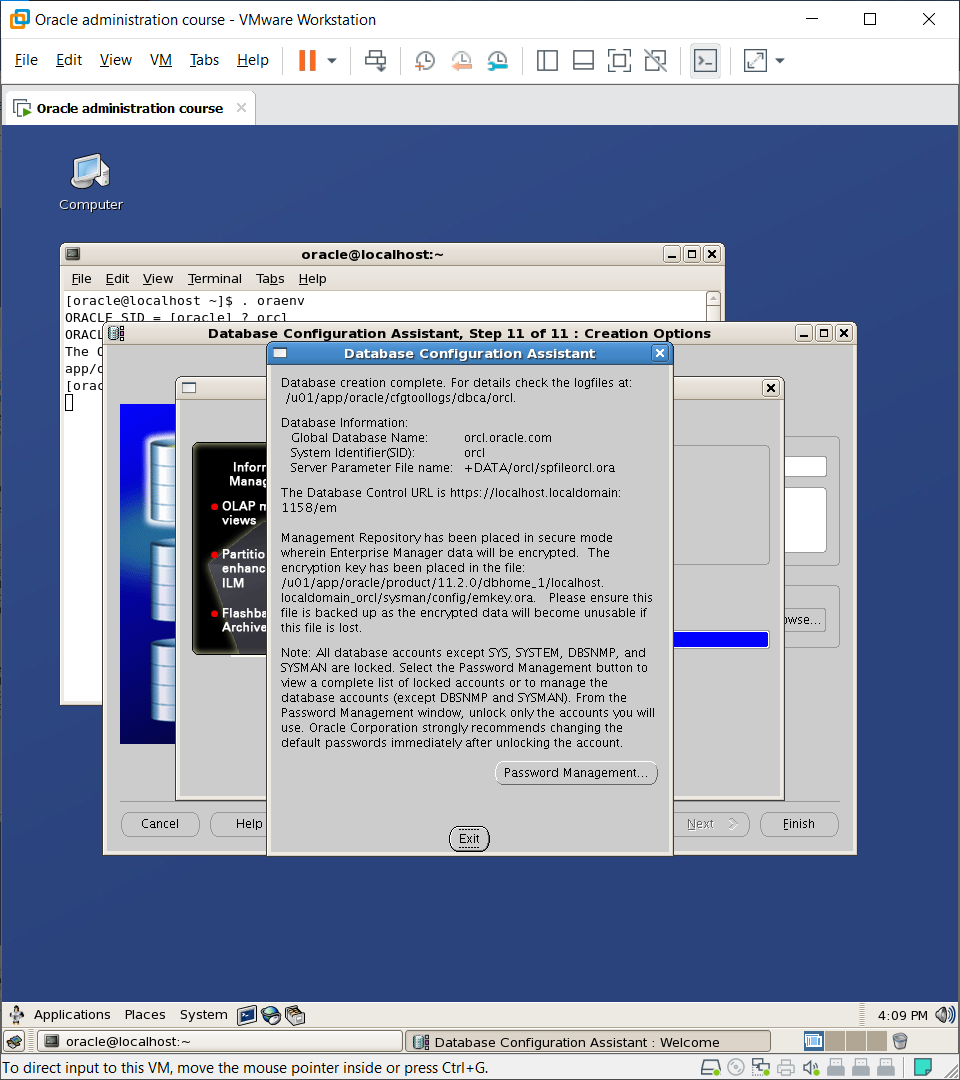 Oracle administration course - VMware Workstation
File Edit View VM Tabs Help
Oracle administration course
Computer
oracle@localhost:~
File Edit View Terminal Tabs Help
[oracle@localhost ~]$ . oraenv
ORACLE_SID = [oracle] ? orcl
ORACL
The O
app/o
[orac
Database Configuration Assistant, Step 11 of 11 : Creation Options
Database Configuration Assistant
Database creation complete. For details check the logfiles at:
/u01/app/oracle/cfgtoollogs/dbca/orcl.
Database Information:
Global Database Name: orcl.oracle.com
System Identifier(SID): orcl
Server Parameter File name: +DATA/orcl/spfileorcl.ora
The Database Control URL is https://localhost.localdomain:
1158/em
Management Repository has been placed in secure mode
wherein Enterprise Manager data will be encrypted. The
encryption key has been placed in the file:
/u01/app/oracle/product/11.2.0/dbhome_1/localhost.
localdomain_orcl/sysman/config/emkey.ora. Please ensure this
file is backed up as the encrypted data will become unusable if
this file is lost.
Note: All database accounts except SYS, SYSTEM, DBSNMP, and
SYSMAN are locked. Select the Password Management button to
view a complete list of locked accounts or to manage the
database accounts (except DBSNMP and SYSMAN). From the
Password Management window, unlock only the accounts you will
use. Oracle Corporation strongly recommends changing the
default passwords immediately after unlocking the account.
Password Management...
Exit
Inform
Manag
OLAP m
views
Partitio
enhanc
ILM
Flashba
Archive
owse...
Cancel Help Next Finish
Applications Places System 4:09 PM
oracle@localhost:~ Database Configuration Assistant : Welcome
To direct input to this VM, move the mouse pointer inside or press Ctrl+G.